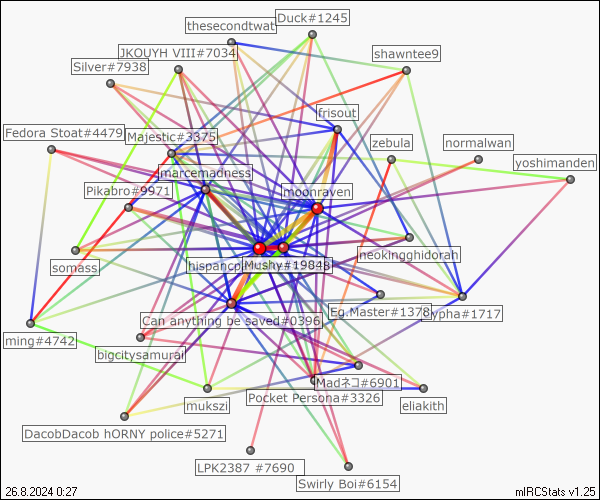 Duck#1245
thesecondtwat
JKOUYH VIII#7034
shawntee9
Silver#7938
frisout
Fedora Stoat#4479
Majestic#3375
zebula
normalwan
yoshimanden
marcemadness
Pikabro#9971
moonraven
somass
neokingghidorah
Mushy#19848
Eg.Master#1378
ypha#1717
Can anything be saved#0396
ming#4742
bigcitysamurai
Madネコ#6901
Pocket Persona#3326
mukszi
eliakith
DacobDacob hORNY police#5271
LPK2387 #7690
Swirly Boi#6154
26.8.2024 0:27
mIRCStats v1.25